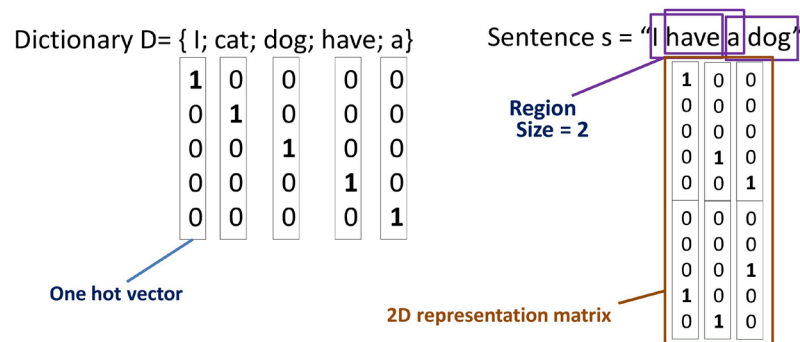 Dictionary D= { I; cat; dog; have; a}
1 0 0 0 0
0 1 0 0 0
0 0 1 0 0
0 0 0 1 0
0 0 0 0 1
One hot vector
Sentence s = “I have a dog”
Region
Size = 2
1 0 0
0 0 0
0 0 0
0 1 0
0 0 1
0 0 0
0 0 0
0 0 1
1 0 0
0 1 0
2D representation matrix